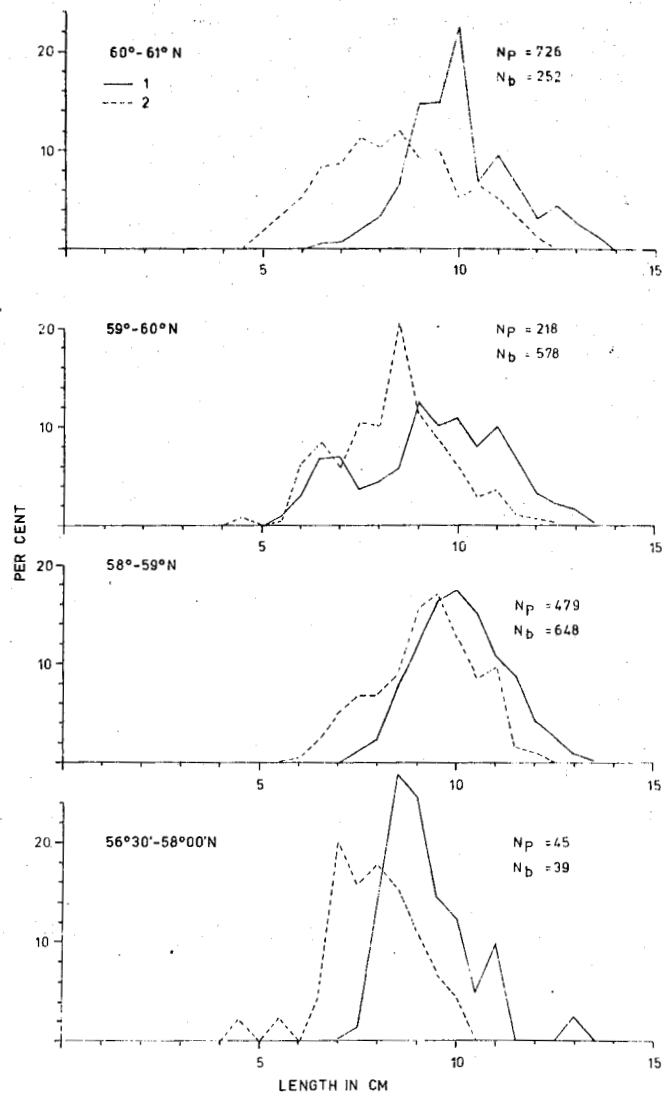 20
60°-61°N
1
2
Np = 726
Nb = 252
10
5
10
15
20
59°-60°N
Np = 218
Nb = 578
10
5
10
15
PER CENT
20
58°-59°N
Np = 479
Nb = 648
10
5
10
15
20
56°30'-58°00'N
Np = 45
Nb = 39
10
5
10
15
LENGTH IN CM